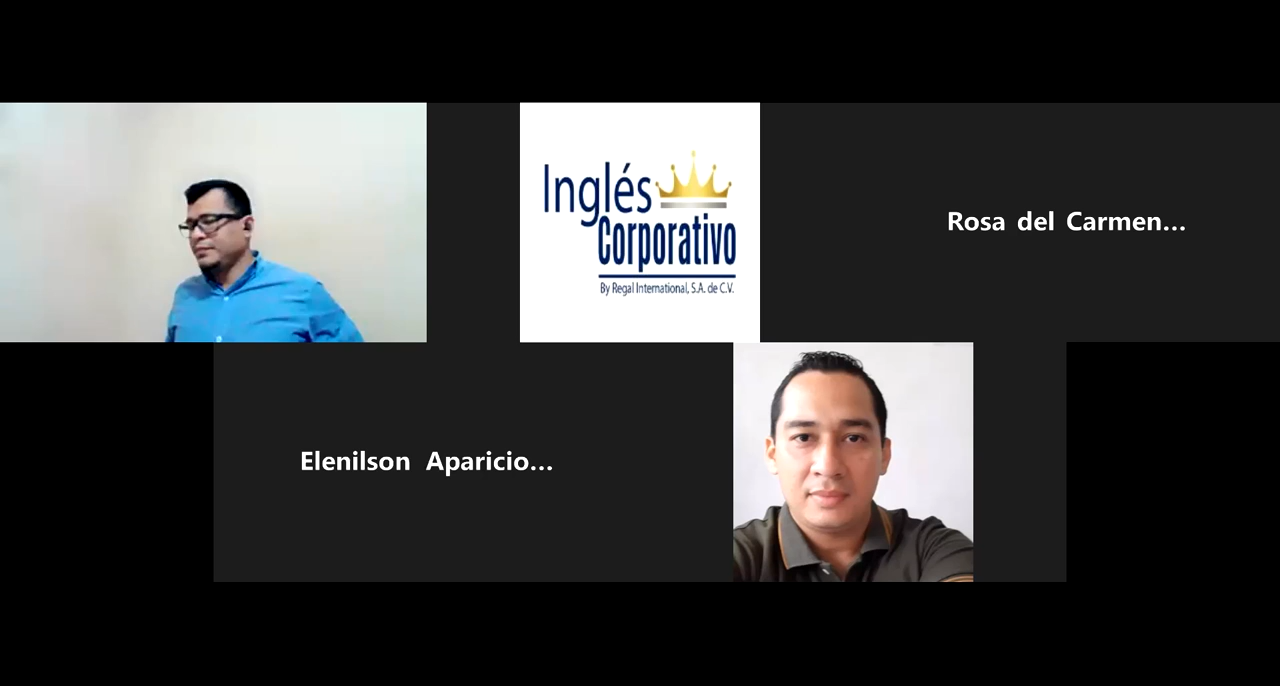 Inglés
Corporativo
By Regal International, S.A. de C.V.
Rosa del Carmen...
Elenilson Aparicio...